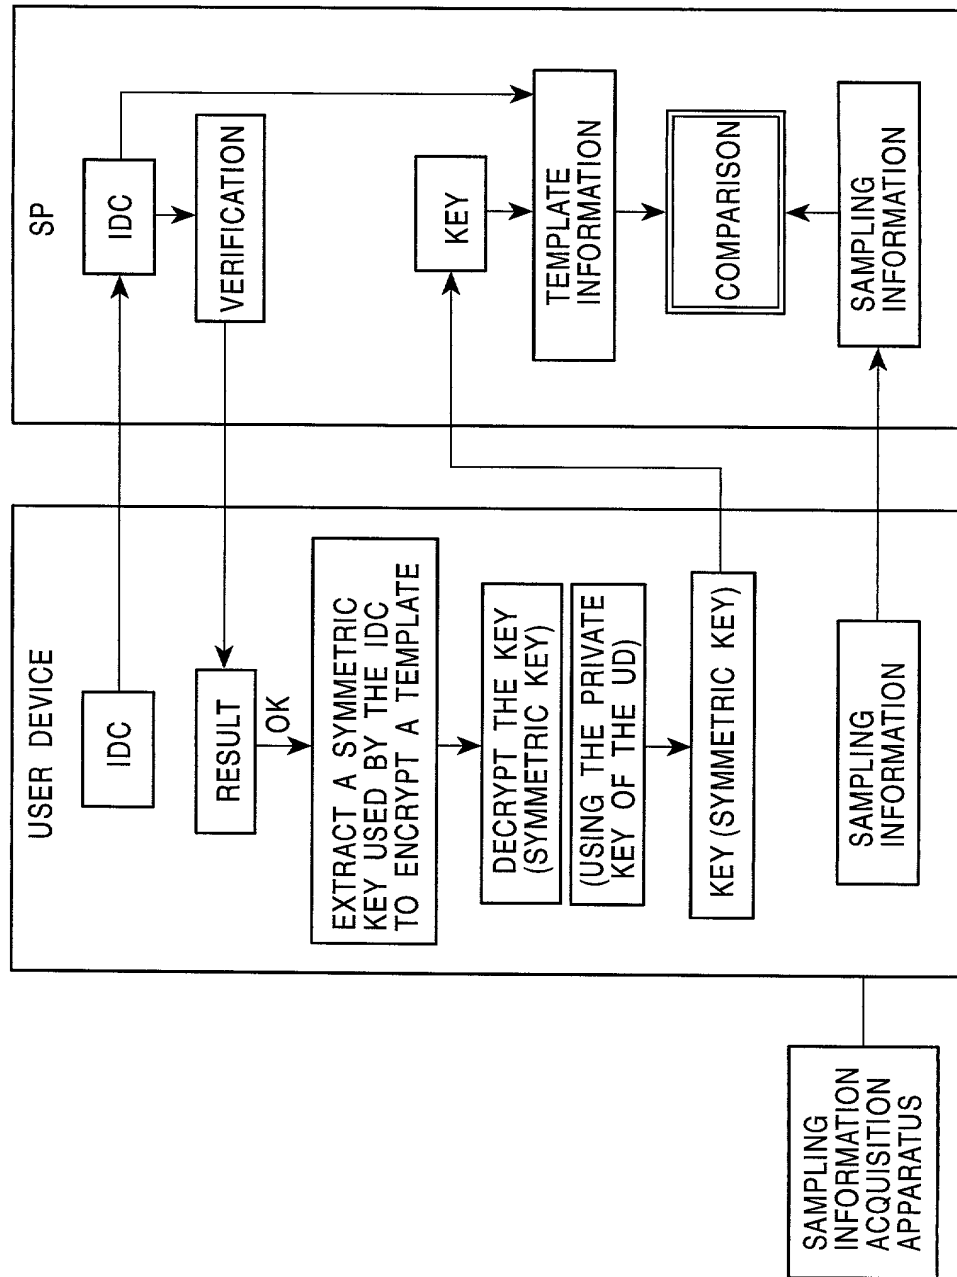 USER DEVICE
IDC
RESULT
OK
EXTRACT A SYMMETRIC
KEY USED BY THE IDC
TO ENCRYPT A TEMPLATE
DECRYPT THE KEY
(SYMMETRIC KEY)
(USING THE PRIVATE
KEY OF THE UD)
KEY (SYMMETRIC KEY)
SAMPLING
INFORMATION
SP
IDC
VERIFICATION
KEY
TEMPLATE
INFORMATION
COMPARISON
SAMPLING
INFORMATION
SAMPLING
INFORMATION
ACQUISITION
APPARATUS